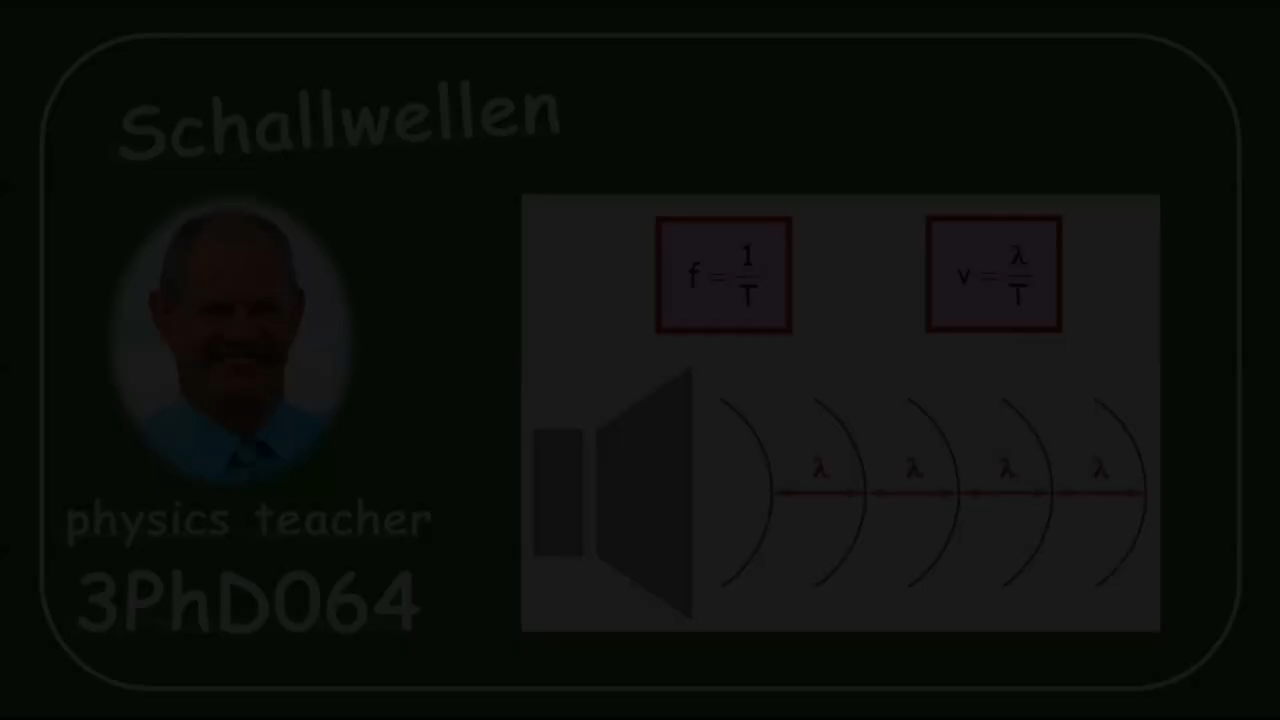 Schallwellen
f = 1/T
v = λ/T
λ λ λ λ
physics teacher
3PhD064